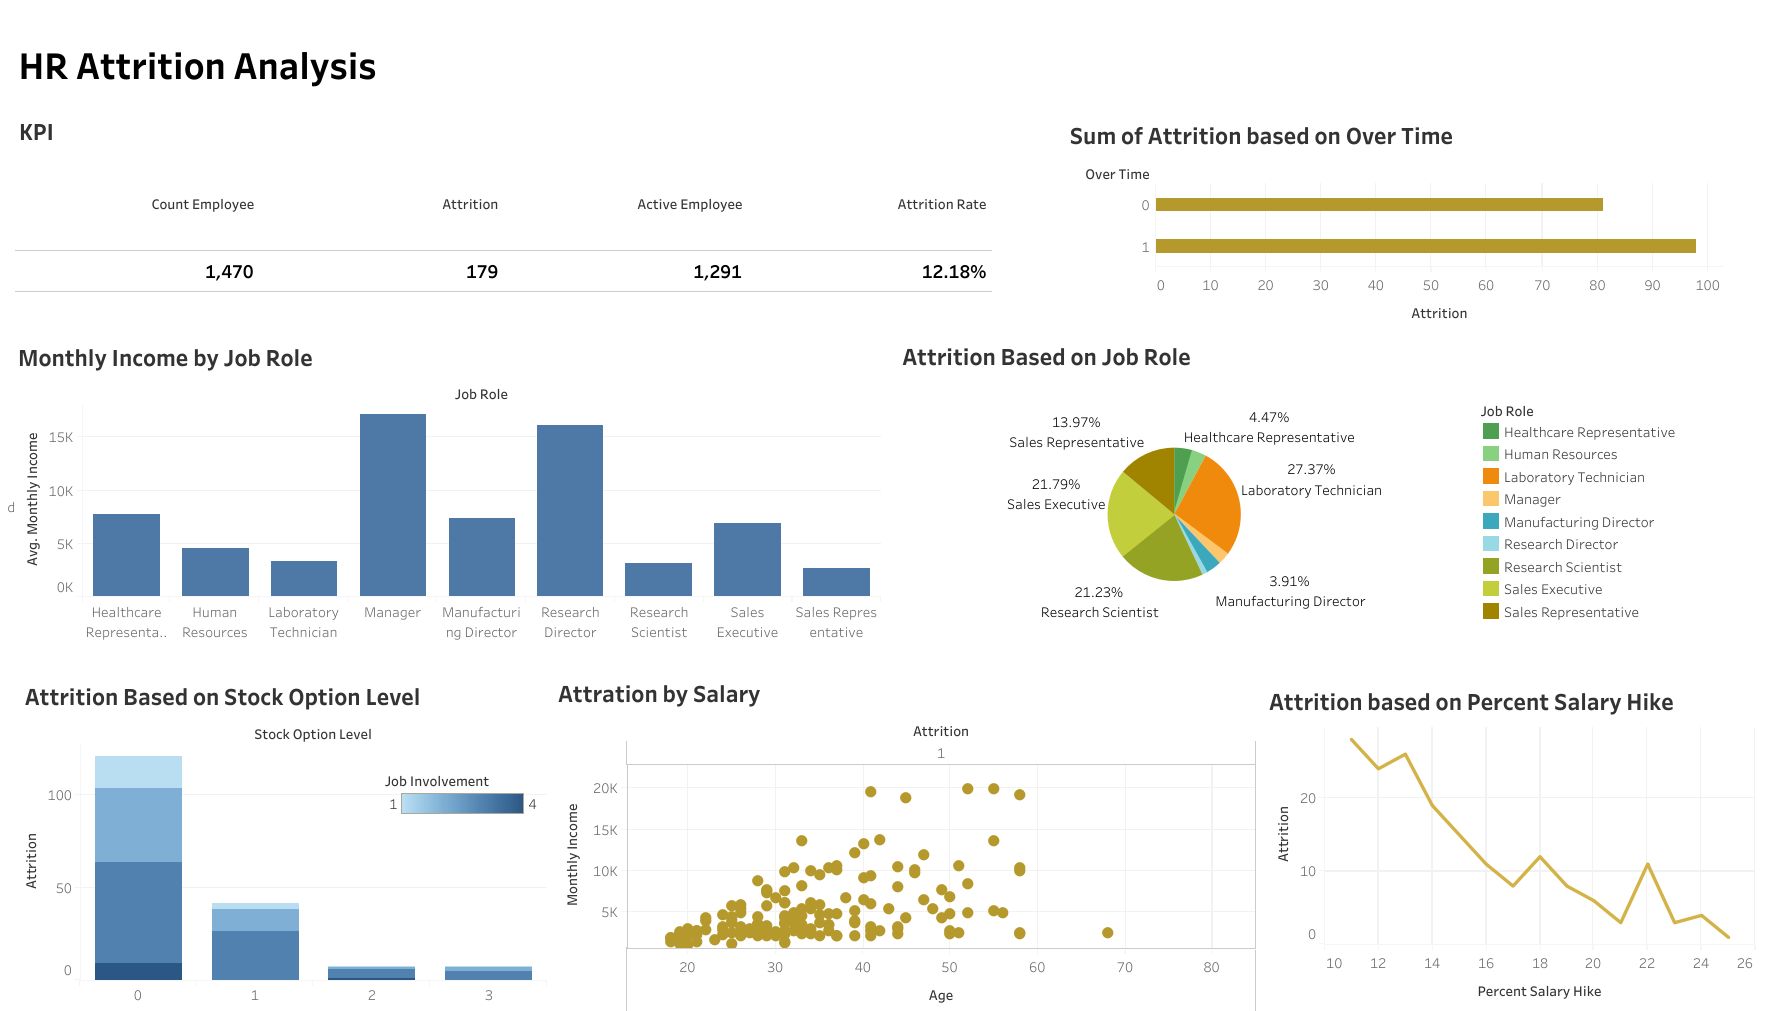 HR Attrition Analysis
KPI
Count Employee Attrition Active Employee Attrition Rate
1,470 179 1,291 12.18%
Sum of Attrition based on Over Time
Over Time
0
1
0 10 20 30 40 50 60 70 80 90 100
Attrition
Monthly Income by Job Role
Job Role
Avg. Monthly Income
15K
10K
5K
0K
Healthcare Representa..
Human Resources
Laboratory Technician
Manager
Manufacturi ng Director
Research Director
Research Scientist
Sales Executive
Sales Repres entative
Attrition Based on Job Role
13.97%
Sales Representative
4.47%
Healthcare Representative
27.37%
Laboratory Technician
21.79%
Sales Executive
21.23%
Research Scientist
3.91%
Manufacturing Director
Job Role
Healthcare Representative
Human Resources
Laboratory Technician
Manager
Manufacturing Director
Research Director
Research Scientist
Sales Executive
Sales Representative
Attrition Based on Stock Option Level
Stock Option Level
Job Involvement
1 4
Attrition
100
50
0
0 1 2 3
Attration by Salary
Attrition
1
Monthly Income
20K
15K
10K
5K
20 30 40 50 60 70 80
Age
Attrition based on Percent Salary Hike
Attrition
20
10
0
10 12 14 16 18 20 22 24 26
Percent Salary Hike